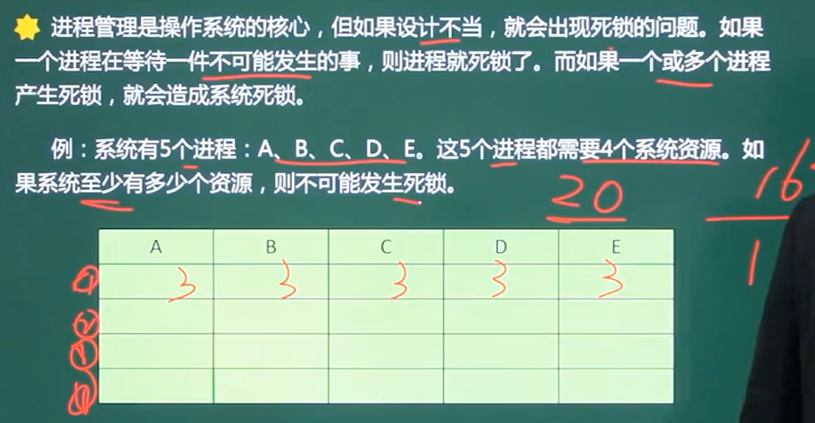 进程管理是操作系统的核心，但如果设计不当，就会出现死锁的问题。如果
一个进程在等待一件不可能发生的事，则进程就死锁了。而如果一个或多个进程
产生死锁，就会造成系统死锁。
例：系统有5个进程：A、B、C、D、E。这5个进程都需要4个系统资源。如
果系统至少有多少个资源，则不可能发生死锁。
20 16
1
A B C D E
① 3 3 3 3 3
②
④